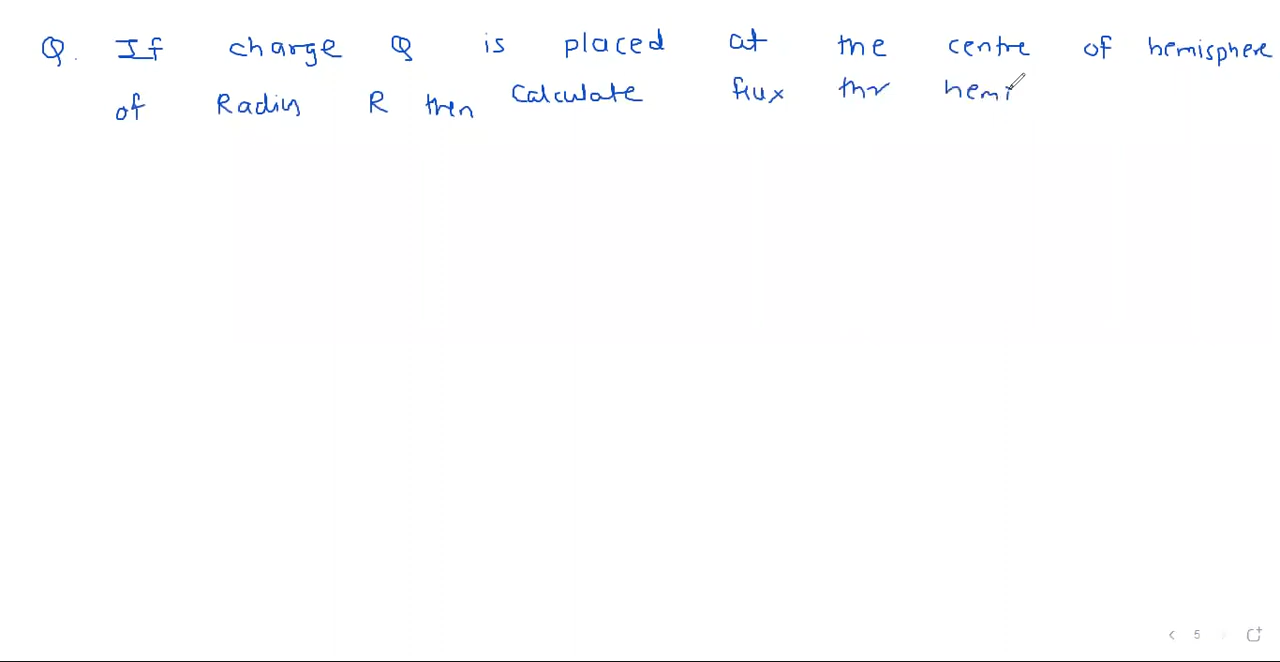 Q. If charge Q is placed at the centre of hemisphere
of Radius R then Calculate flux thr hemi
5